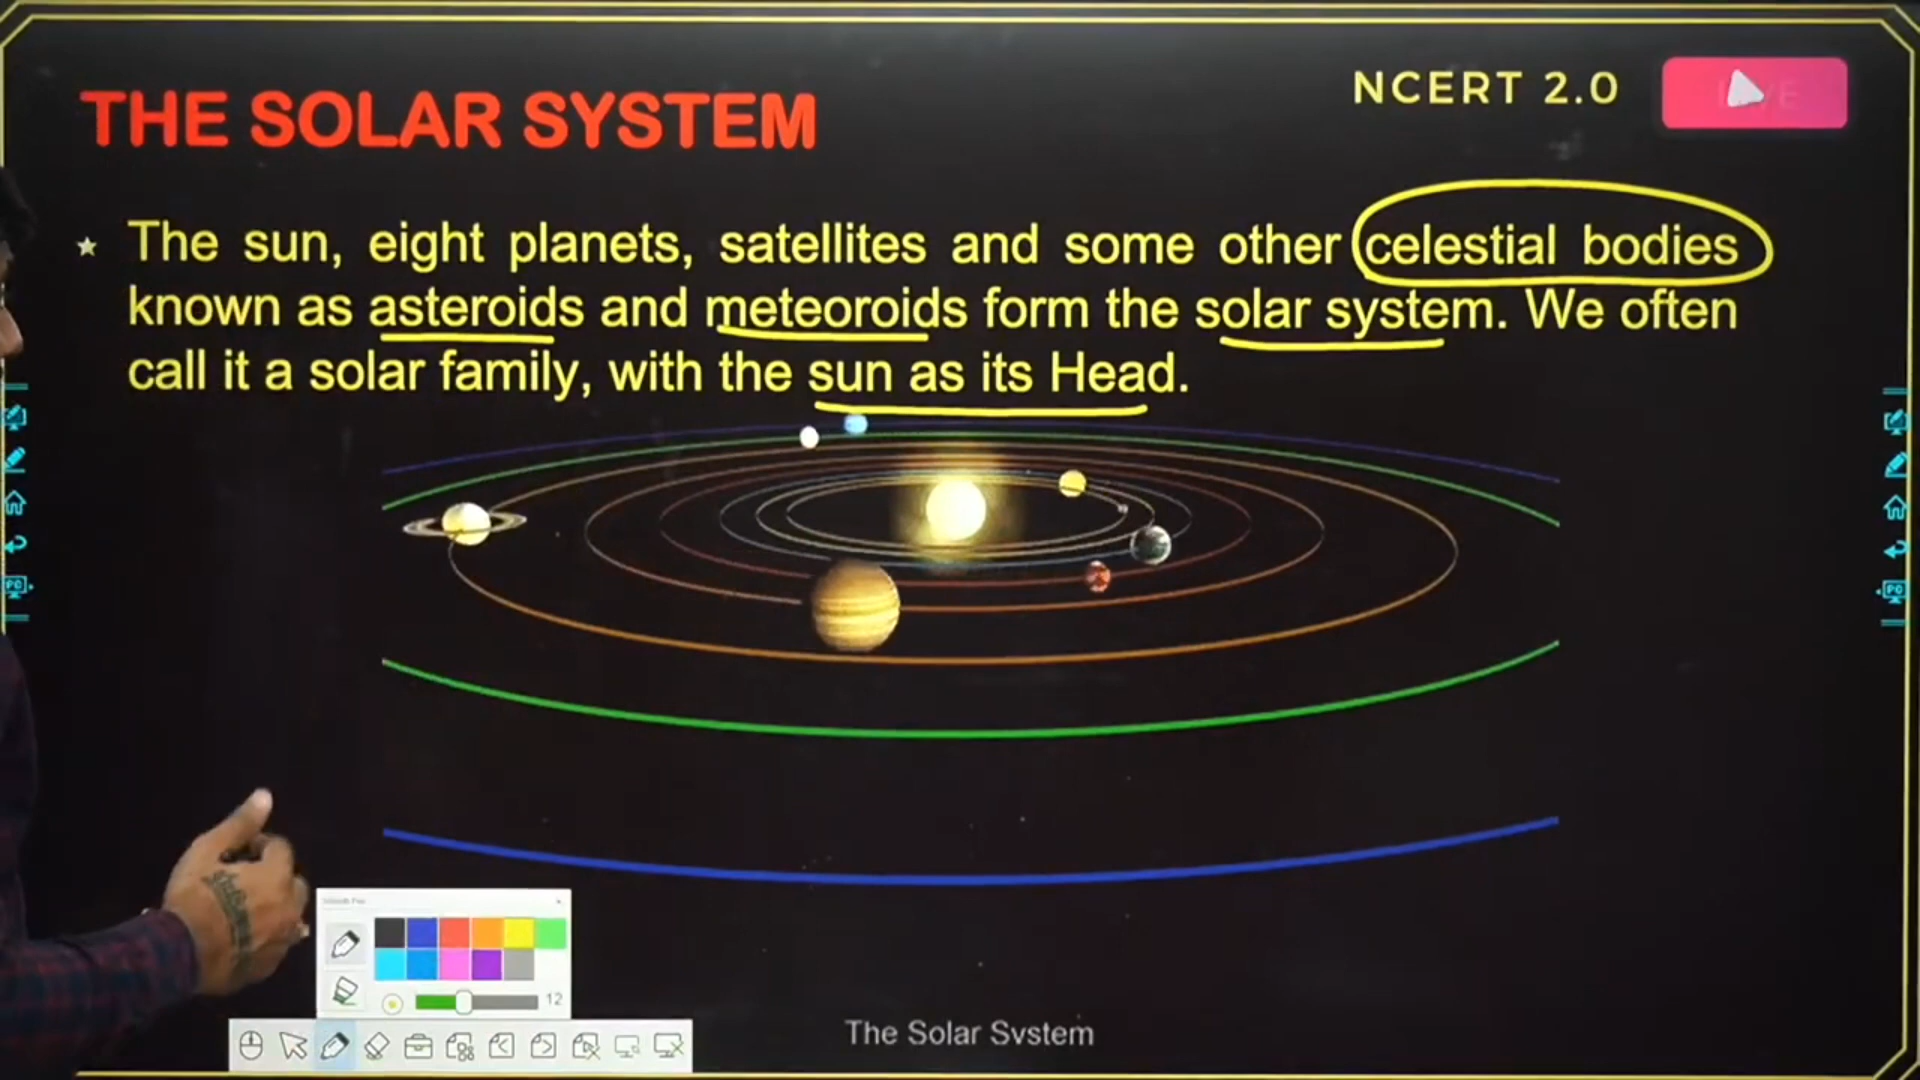 NCERT 2.0
THE SOLAR SYSTEM
The sun, eight planets, satellites and some other celestial bodies
known as asteroids and meteoroids form the solar system. We often
call it a solar family, with the sun as its Head.
12
The Solar System